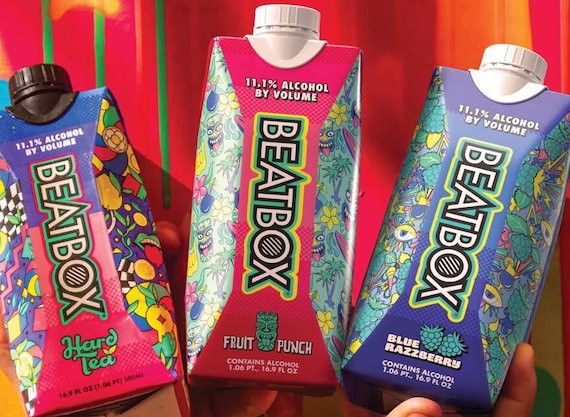 11.1% ALCOHOL
BY VOLUME
BEATBOX
Hard
Tea
16.9 FL OZ (1.06 PT) 500ML
11.1% ALCOHOL
BY VOLUME
BEATBOX
FRUIT PUNCH
CONTAINS ALCOHOL
1.06 PT., 16.9 FL OZ
11.1% ALCOHOL
BY VOLUME
BEATBOX
BLUE
RAZZBERRY
CONTAINS ALCOHOL
1.06 PT., 16.9 FL OZ